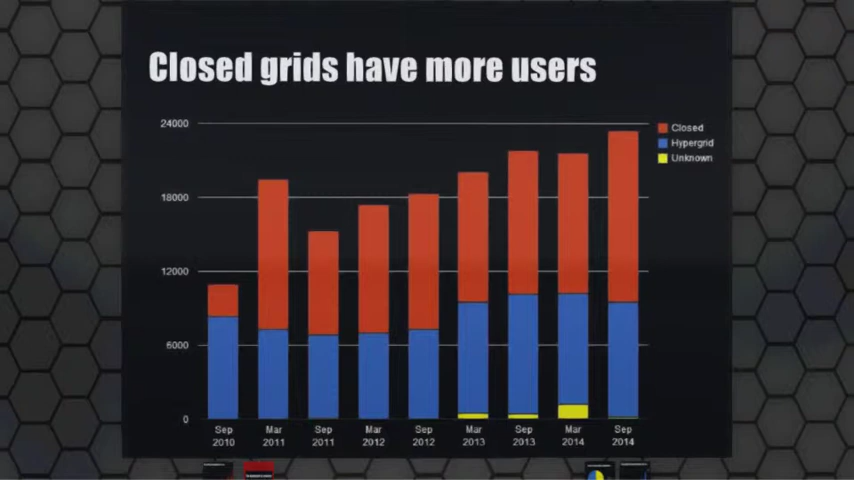 Closed grids have more users
24000
18000
12000
6000
0
Closed
Hypergrid
Unknown
Sep 2010
Mar 2011
Sep 2011
Mar 2012
Sep 2012
Mar 2013
Sep 2013
Mar 2014
Sep 2014